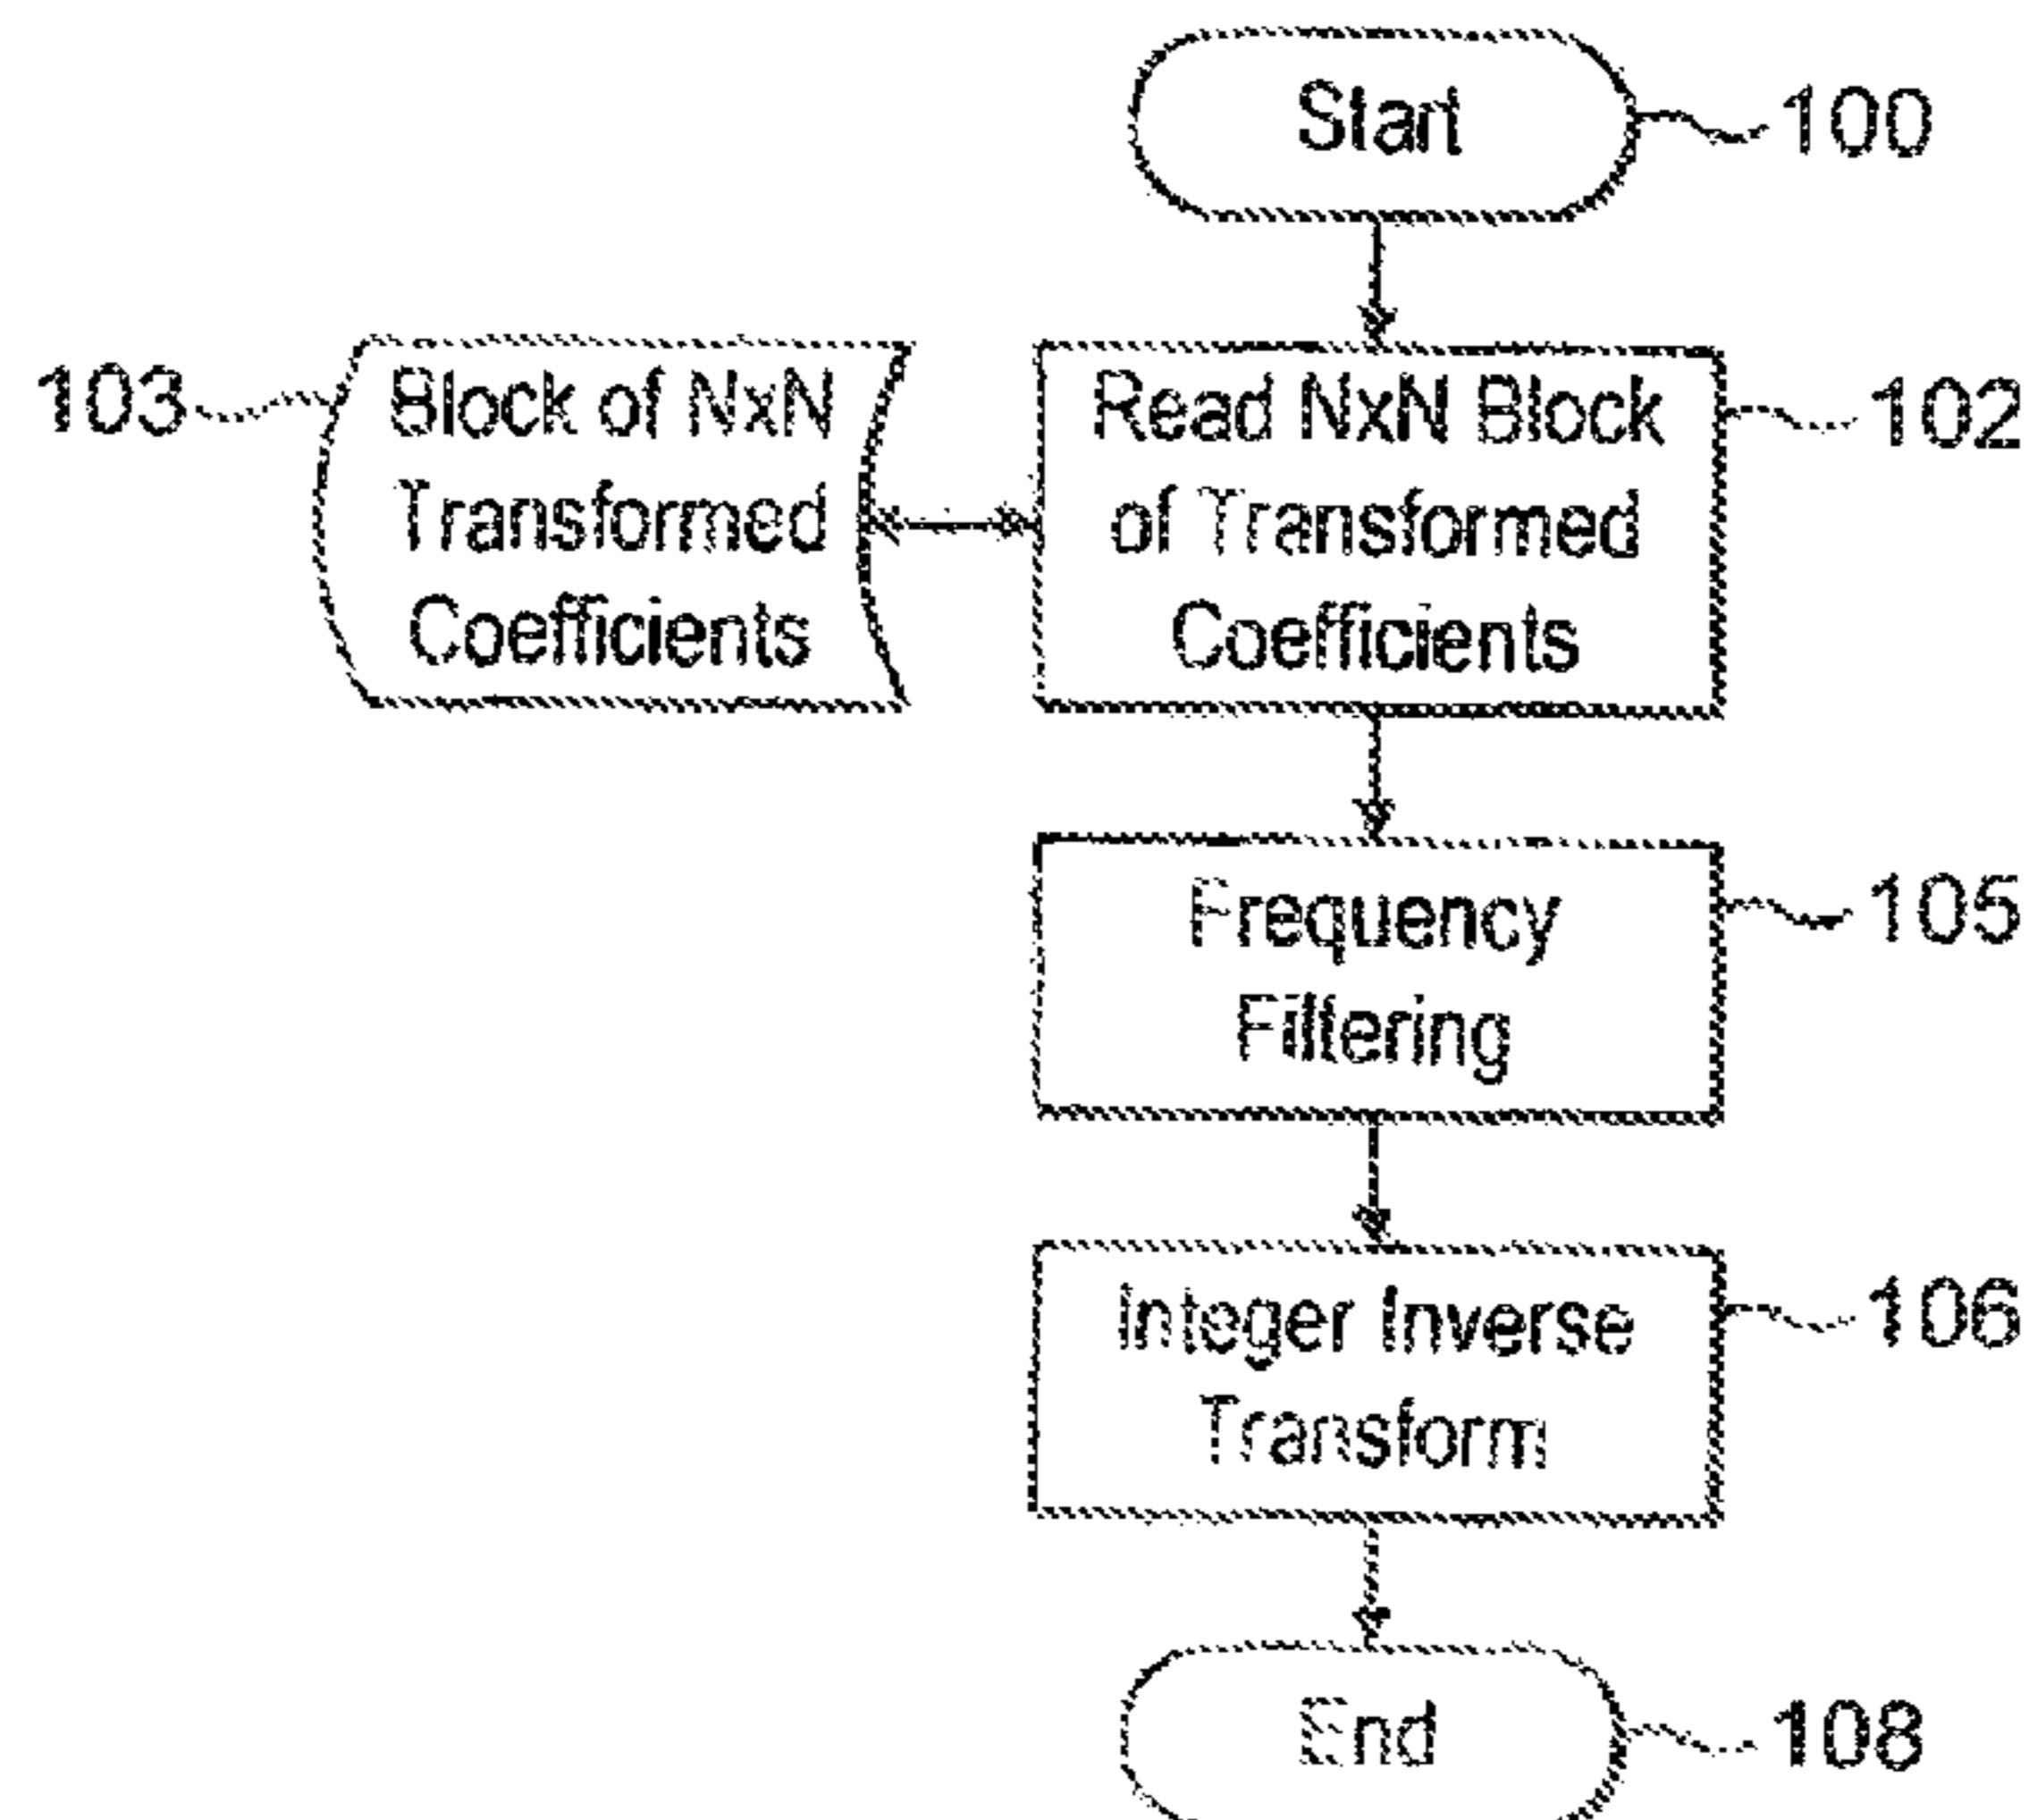 Start
100
103
Block of NxN
Transformed
Coefficients
Read NxN Block
of Transformed
Coefficients
102
Frequency
Filtering
105
Integer Inverse
Transform
106
End
108